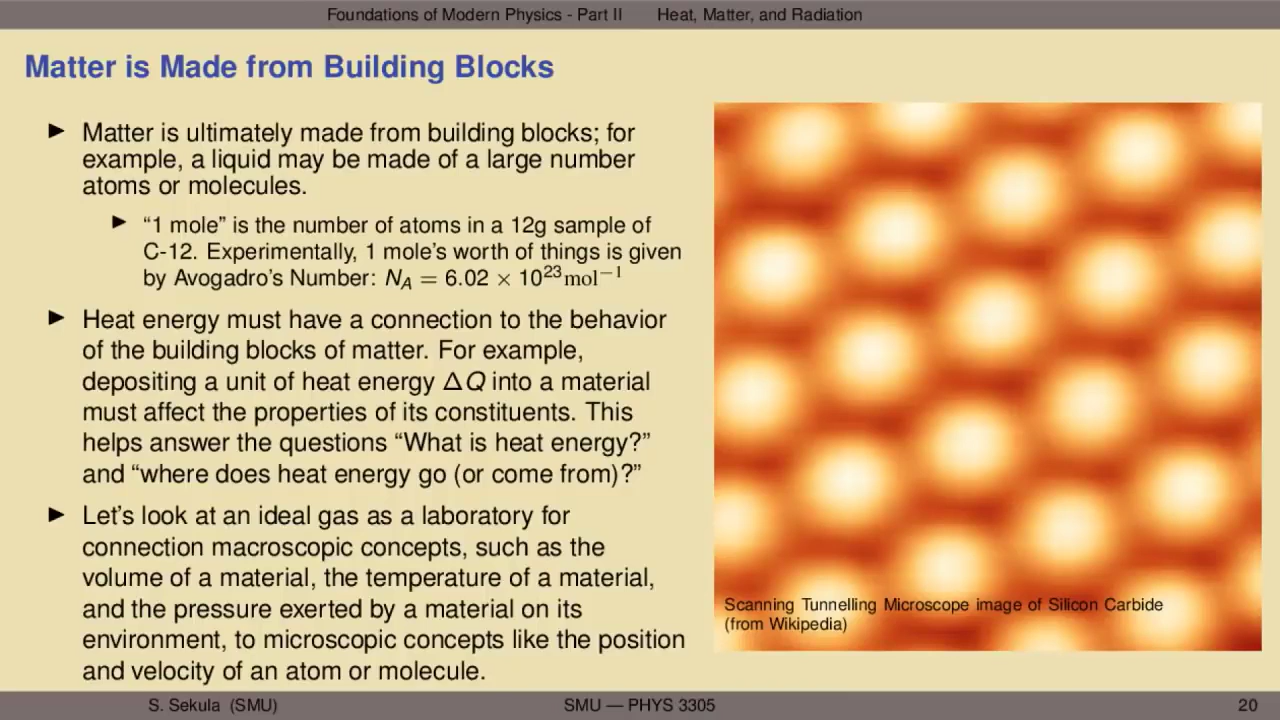 Foundations of Modern Physics - Part II Heat, Matter, and Radiation
Matter is Made from Building Blocks
Matter is ultimately made from building blocks; for
example, a liquid may be made of a large number
atoms or molecules.
“1 mole” is the number of atoms in a 12g sample of
C-12. Experimentally, 1 mole’s worth of things is given
by Avogadro’s Number: N_A = 6.02 × 10^23 mol^−1
Heat energy must have a connection to the behavior
of the building blocks of matter. For example,
depositing a unit of heat energy ΔQ into a material
must affect the properties of its constituents. This
helps answer the questions “What is heat energy?”
and “where does heat energy go (or come from)?”
Let’s look at an ideal gas as a laboratory for
connection macroscopic concepts, such as the
volume of a material, the temperature of a material,
and the pressure exerted by a material on its
environment, to microscopic concepts like the position
and velocity of an atom or molecule.
Scanning Tunnelling Microscope image of Silicon Carbide
(from Wikipedia)
S. Sekula (SMU) SMU — PHYS 3305 20